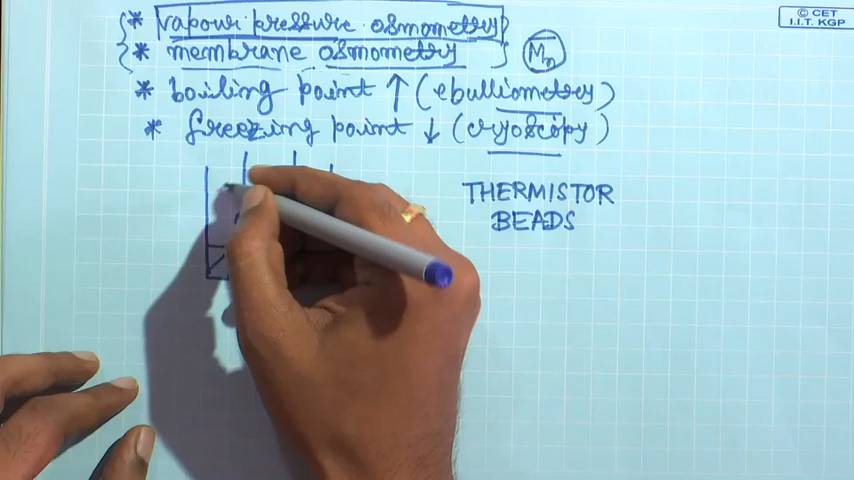 © CET
I.I.T. KGP
* vapour pressure osmometry
* membrane osmometry Mn
* boiling point ↑ (ebulliometry)
* freezing point ↓ (cryoscopy)
THERMISTOR
BEADS